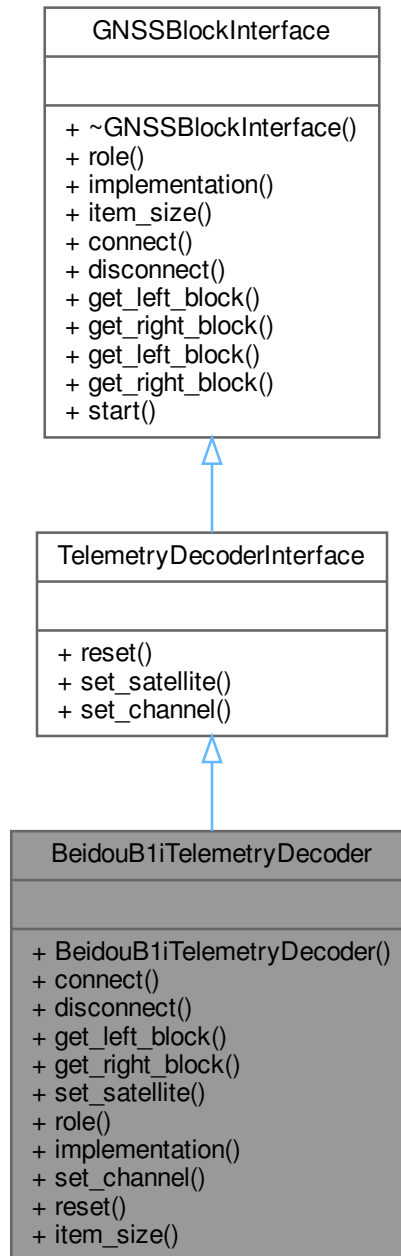 GNSSBlockInterface
+ ~GNSSBlockInterface()
+ role()
+ implementation()
+ item_size()
+ connect()
+ disconnect()
+ get_left_block()
+ get_right_block()
+ get_left_block()
+ get_right_block()
+ start()
TelemetryDecoderInterface
+ reset()
+ set_satellite()
+ set_channel()
BeidouB1iTelemetryDecoder
+ BeidouB1iTelemetryDecoder()
+ connect()
+ disconnect()
+ get_left_block()
+ get_right_block()
+ set_satellite()
+ role()
+ implementation()
+ set_channel()
+ reset()
+ item_size()